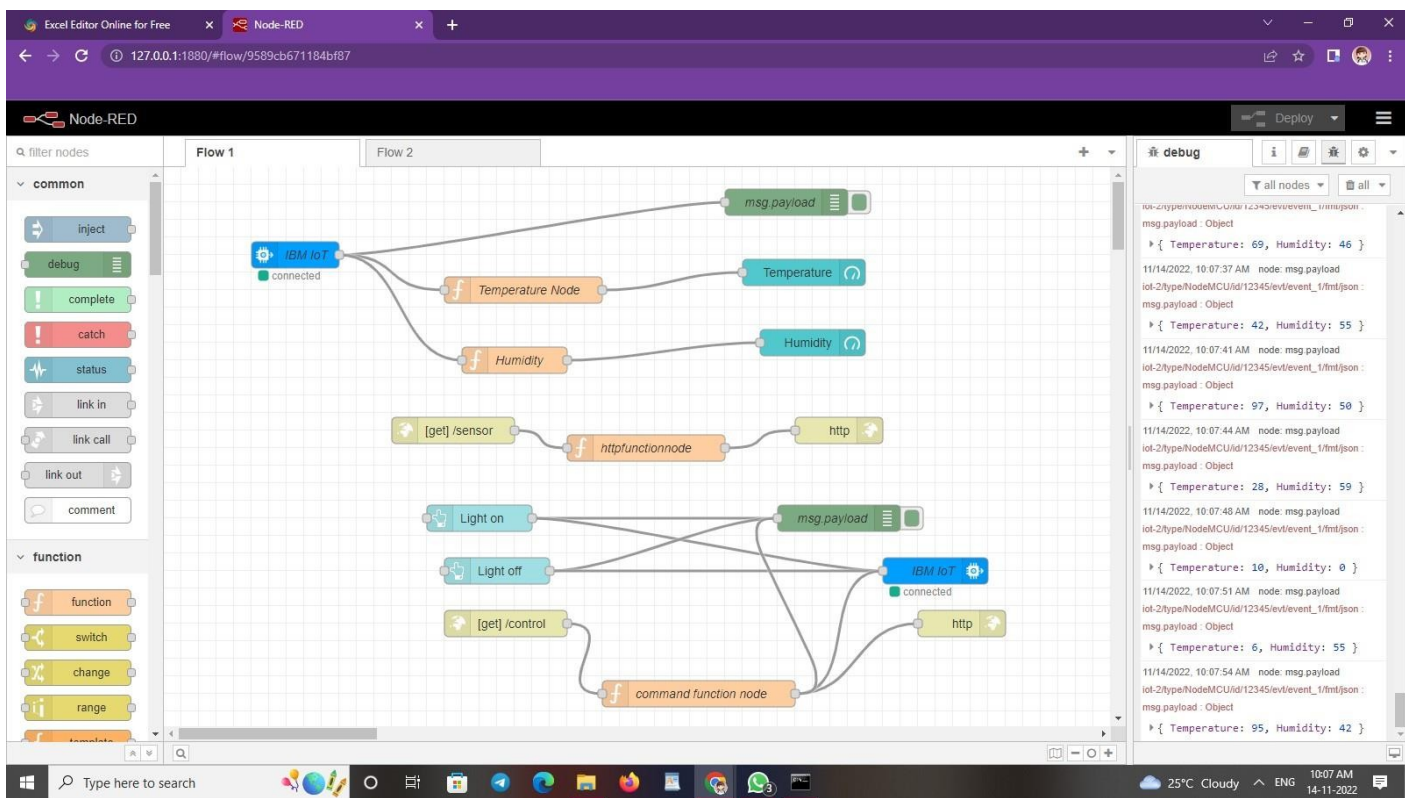 Excel Editor Online for Free
Node-RED
127.0.0.1:1880/#flow/9589cb671184bf87
Node-RED
Deploy
filter nodes
Flow 1
Flow 2
debug
i
all nodes
all
common
inject
debug
complete
catch
status
link in
link call
link out
comment
function
function
switch
change
range
template
msg.payload
IBM IoT
connected
Temperature Node
Temperature
Humidity
Humidity
[get] /sensor
httpfunctionnode
http
Light on
msg.payload
Light off
IBM IoT
connected
[get] /control
http
command function node
iot-2/type/NodeMCU/id/12345/evt/event_1/fmt/json :
msg.payload : Object
{ Temperature: 69, Humidity: 46 }
11/14/2022, 10:07:37 AM node: msg.payload
iot-2/type/NodeMCU/id/12345/evt/event_1/fmt/json :
msg.payload : Object
{ Temperature: 42, Humidity: 55 }
11/14/2022, 10:07:41 AM node: msg.payload
iot-2/type/NodeMCU/id/12345/evt/event_1/fmt/json :
msg.payload : Object
{ Temperature: 97, Humidity: 50 }
11/14/2022, 10:07:44 AM node: msg.payload
iot-2/type/NodeMCU/id/12345/evt/event_1/fmt/json :
msg.payload : Object
{ Temperature: 28, Humidity: 59 }
11/14/2022, 10:07:48 AM node: msg.payload
iot-2/type/NodeMCU/id/12345/evt/event_1/fmt/json :
msg.payload : Object
{ Temperature: 10, Humidity: 0 }
11/14/2022, 10:07:51 AM node: msg.payload
iot-2/type/NodeMCU/id/12345/evt/event_1/fmt/json :
msg.payload : Object
{ Temperature: 6, Humidity: 55 }
11/14/2022, 10:07:54 AM node: msg.payload
iot-2/type/NodeMCU/id/12345/evt/event_1/fmt/json :
msg.payload : Object
{ Temperature: 95, Humidity: 42 }
Type here to search
3
25°C Cloudy
ENG
10:07 AM
14-11-2022